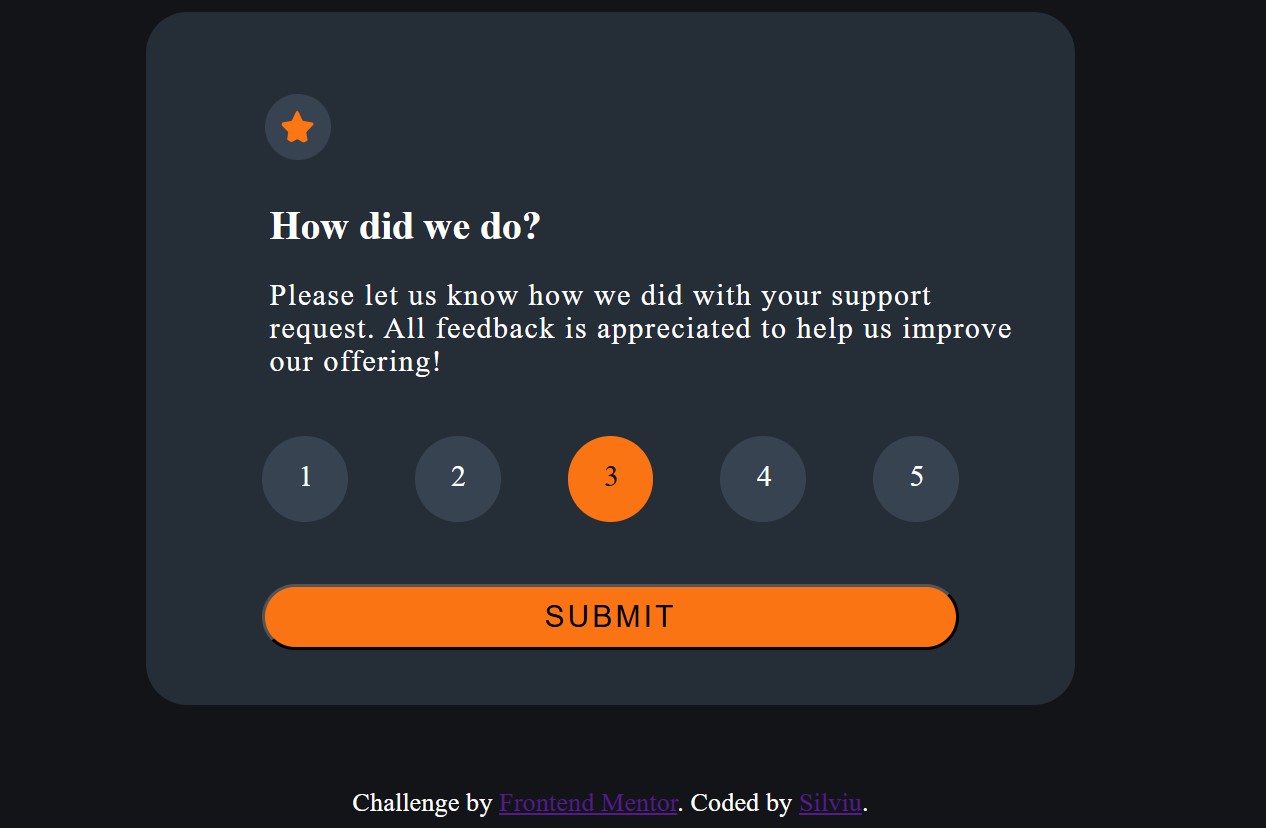 How did we do?
Please let us know how we did with your support
request. All feedback is appreciated to help us improve
our offering!
1 2 3 4 5
SUBMIT
Challenge by Frontend Mentor. Coded by Silviu.